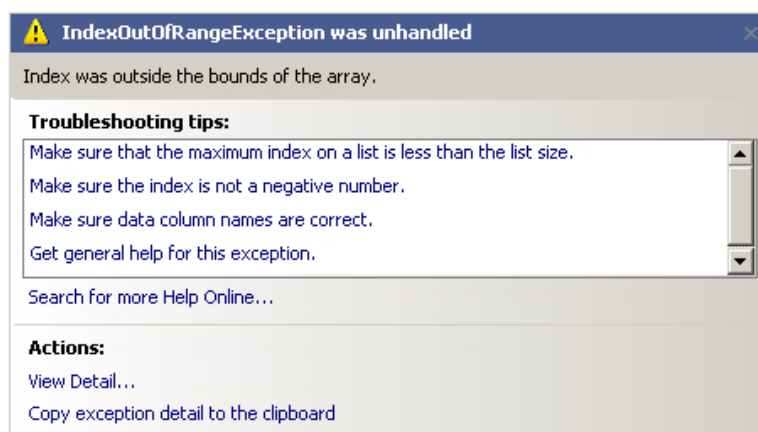 IndexOutOfRangeException was unhandled
Index was outside the bounds of the array.
Troubleshooting tips:
Make sure that the maximum index on a list is less than the list size.
Make sure the index is not a negative number.
Make sure data column names are correct.
Get general help for this exception.
Search for more Help Online...
Actions:
View Detail...
Copy exception detail to the clipboard